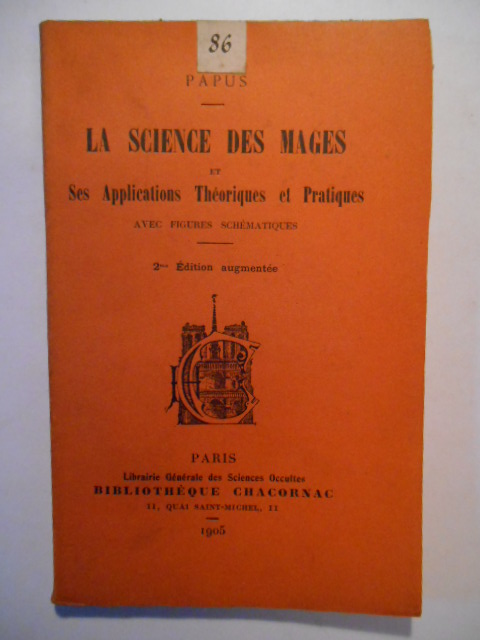 86
PAPUS
LA SCIENCE DES MAGES
ET
Ses Applications Théoriques et Pratiques
AVEC FIGURES SCHÉMATIQUES
2me Édition augmentée
PARIS
Librairie Générale des Sciences Occultes
BIBLIOTHÈQUE CHACORNAC
11, QUAI SAINT-MICHEL, 11
1905